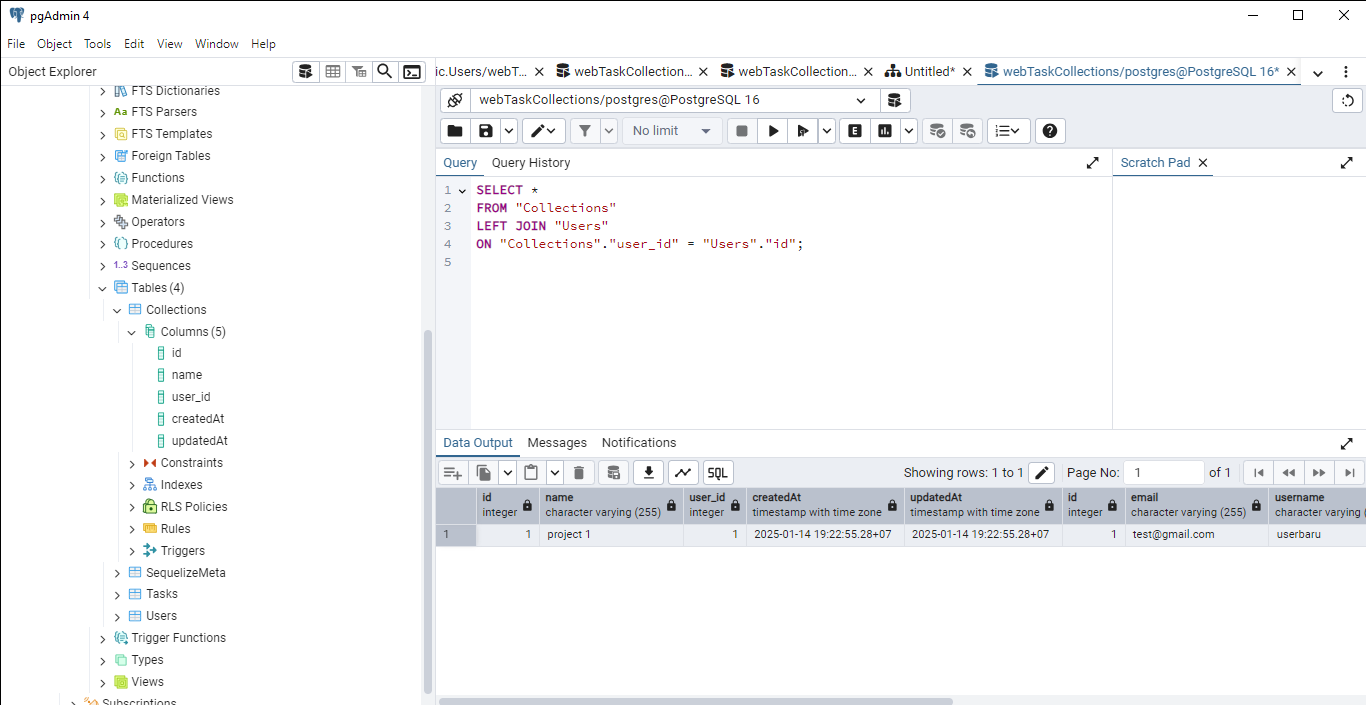 pgAdmin 4
File Object Tools Edit View Window Help
Object Explorer
ic.Users/webT... webTaskCollection... webTaskCollection... Untitled* webTaskCollections/postgres@PostgreSQL 16*
FTS Dictionaries
Aa FTS Parsers
FTS Templates
Foreign Tables
Functions
Materialized Views
Operators
Procedures
1..3 Sequences
Tables (4)
Collections
Columns (5)
id
name
user_id
createdAt
updatedAt
Constraints
Indexes
RLS Policies
Rules
Triggers
SequelizeMeta
Tasks
Users
Trigger Functions
Types
Views
Subscriptions
webTaskCollections/postgres@PostgreSQL 16
No limit E
Query Query History
Scratch Pad
1 SELECT *
2 FROM "Collections"
3 LEFT JOIN "Users"
4 ON "Collections"."user_id" = "Users"."id";
5
Data Output Messages Notifications
SQL Showing rows: 1 to 1 Page No: 1 of 1
id name user_id createdAt updatedAt id email username
integer character varying (255) integer timestamp with time zone timestamp with time zone integer character varying (255) character varying (
1 1 project 1 1 2025-01-14 19:22:55.28+07 2025-01-14 19:22:55.28+07 1 test@gmail.com userbaru